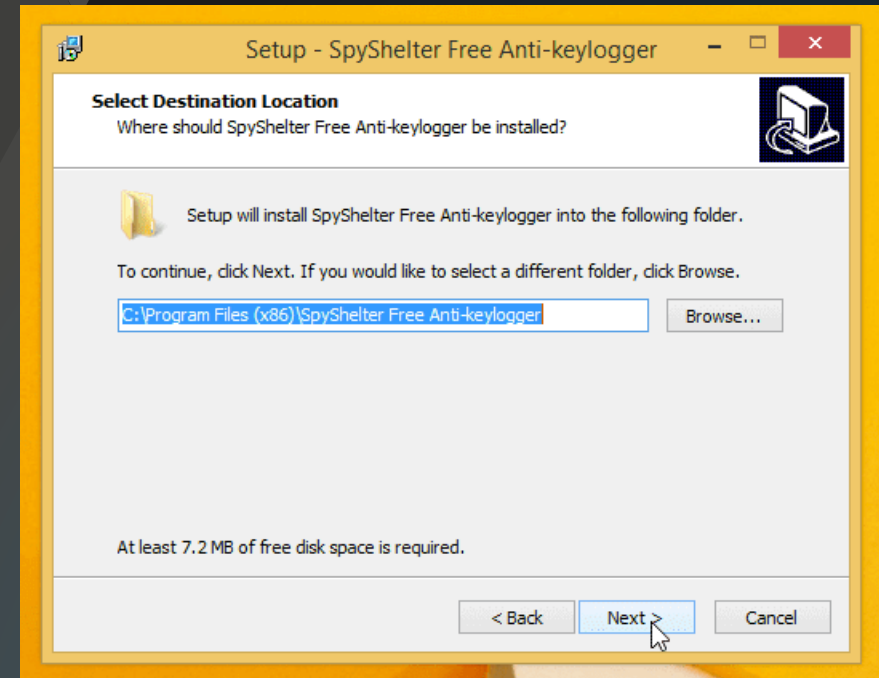 Setup - SpyShelter Free Anti-keylogger
Select Destination Location
Where should SpyShelter Free Anti-keylogger be installed?
Setup will install SpyShelter Free Anti-keylogger into the following folder.
To continue, click Next. If you would like to select a different folder, click Browse.
C:\Program Files (x86)\SpyShelter Free Anti-keylogger
Browse...
At least 7.2 MB of free disk space is required.
< Back
Next >
Cancel